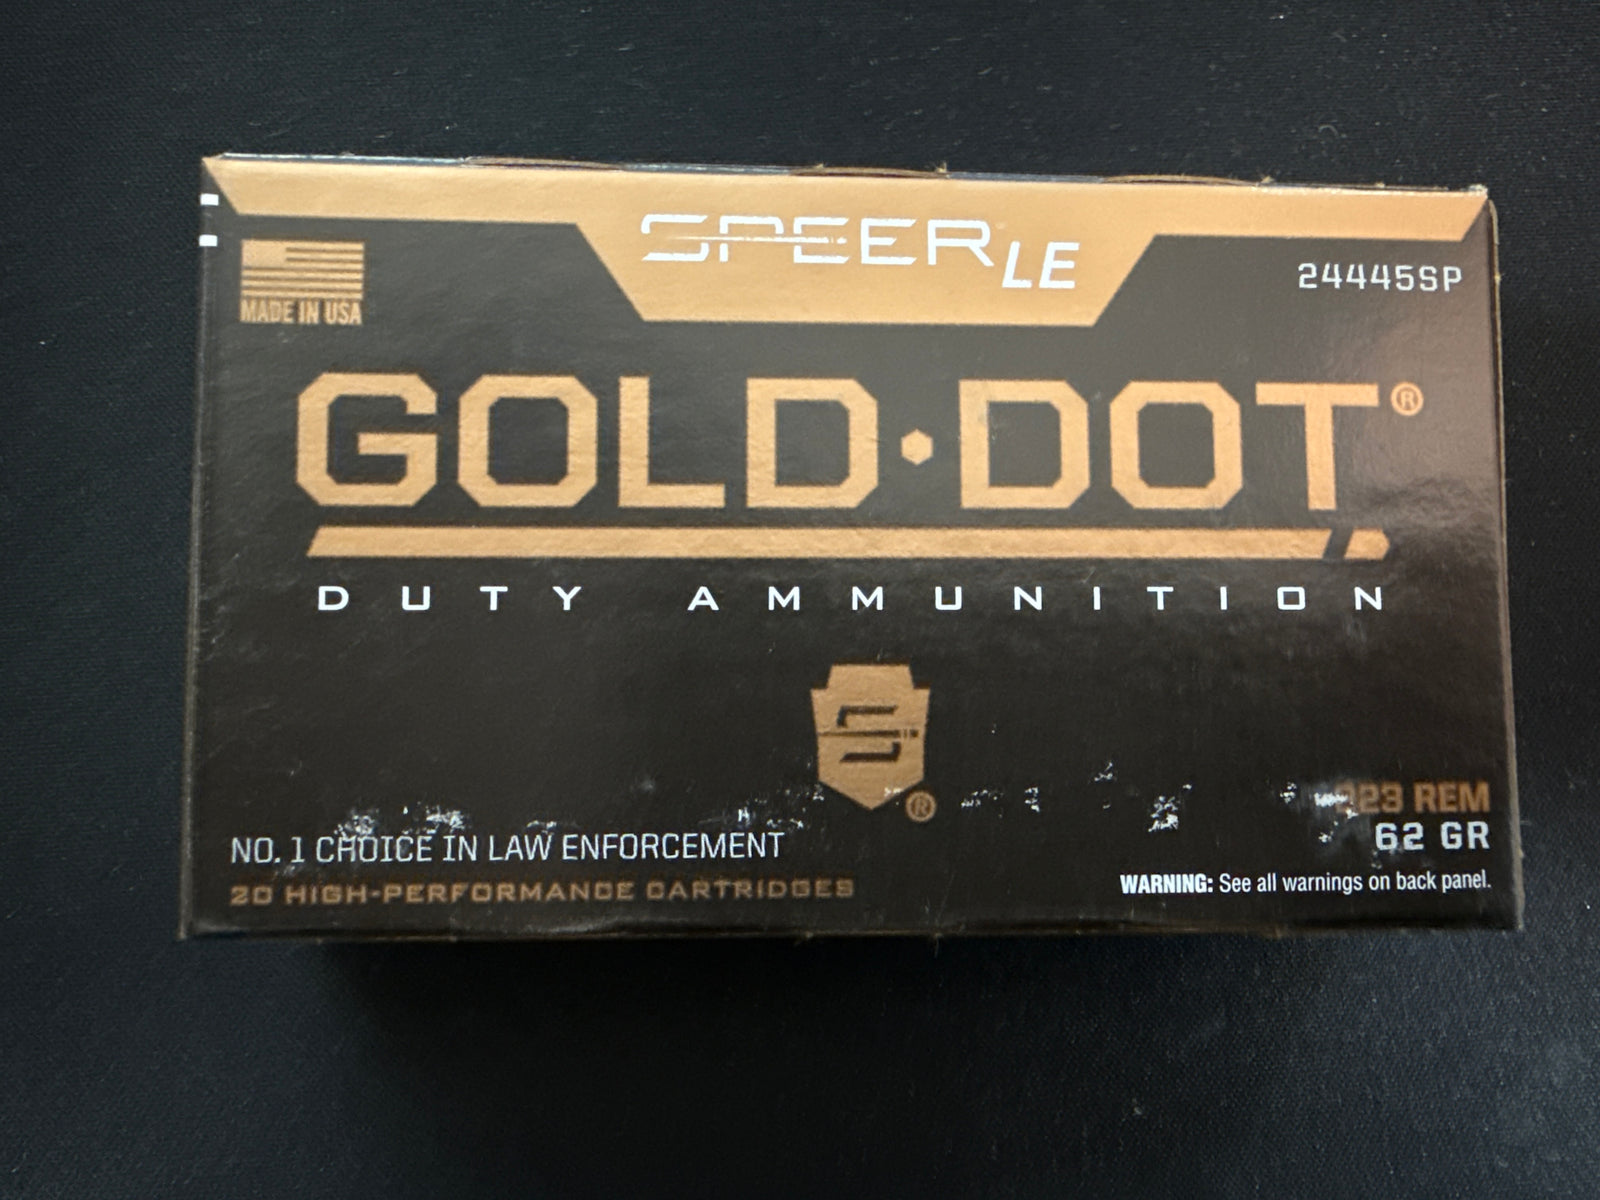 SPEER LE
24445SP
MADE IN USA
GOLD·DOT®
DUTY AMMUNITION
S
®
NO. 1 CHOICE IN LAW ENFORCEMENT
20 HIGH-PERFORMANCE CARTRIDGES
223 REM
62 GR
WARNING: See all warnings on back panel.